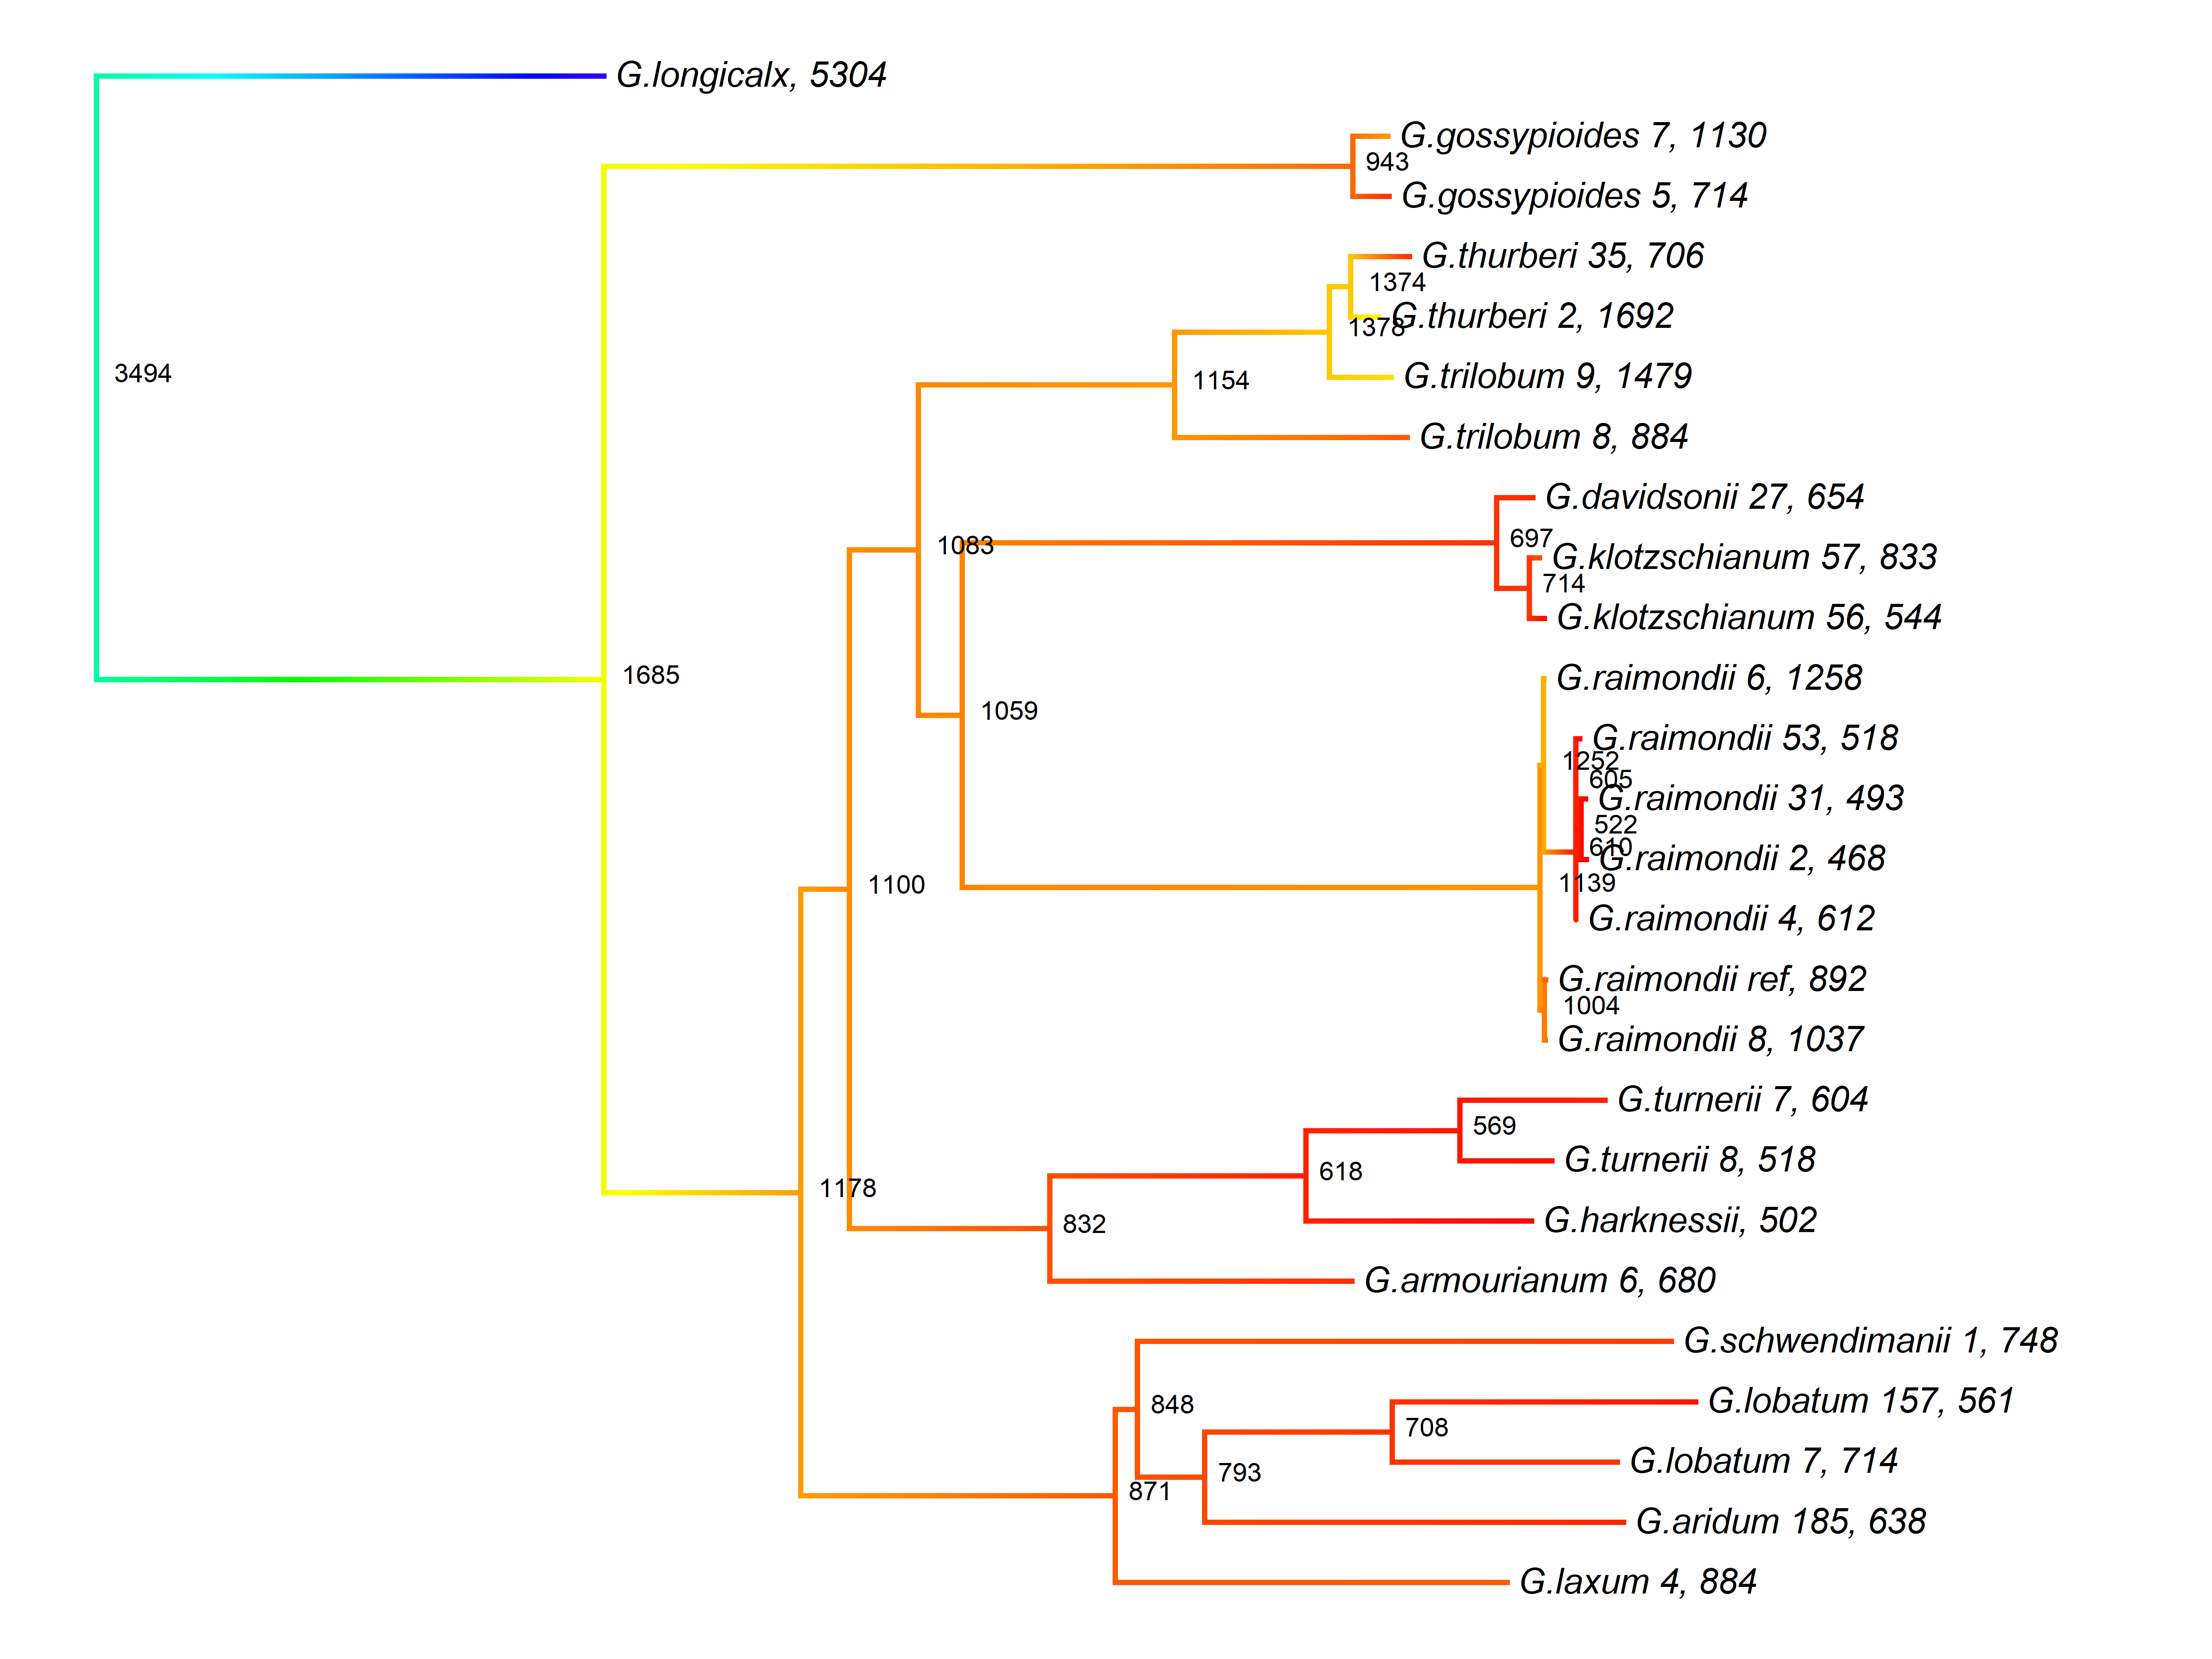 G.longicalx, 5304
G.gossypioides 7, 1130
943
G.gossypioides 5, 714
G.thurberi 35, 706
1374
G.thurberi 2, 1692
1378
3494
G.trilobum 9, 1479
1154
G.trilobum 8, 884
G.davidsonii 27, 654
697
1083
G.klotzschianum 57, 833
714
G.klotzschianum 56, 544
1685
G.raimondii 6, 1258
1059
G.raimondii 53, 518
1252
605
G.raimondii 31, 493
522
610
G.raimondii 2, 468
1100
1139
G.raimondii 4, 612
G.raimondii ref, 892
1004
G.raimondii 8, 1037
G.turnerii 7, 604
569
G.turnerii 8, 518
618
1178
G.harknessii, 502
832
G.armourianum 6, 680
G.schwendimanii 1, 748
848
G.lobatum 157, 561
708
G.lobatum 7, 714
793
871
G.aridum 185, 638
G.laxum 4, 884